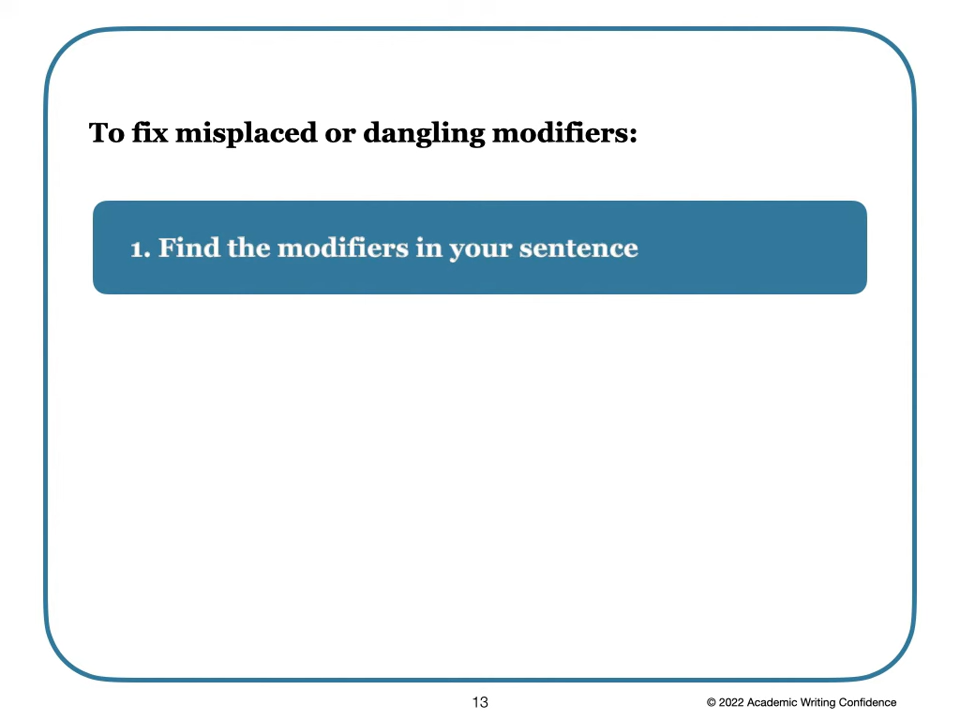 To fix misplaced or dangling modifiers:
1. Find the modifiers in your sentence
13
© 2022 Academic Writing Confidence